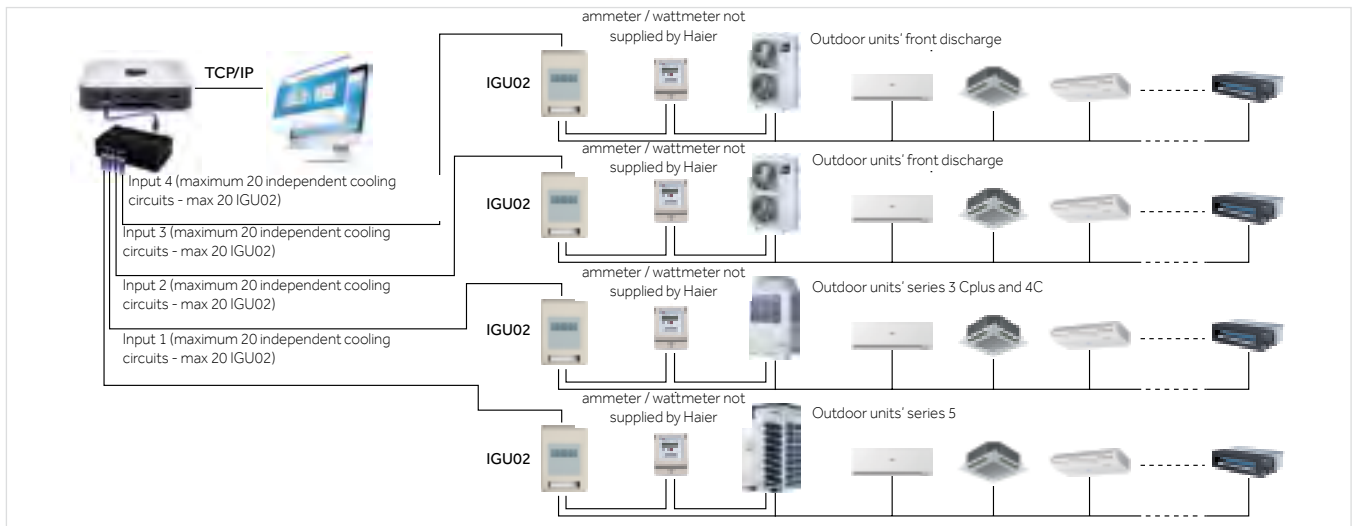 ammeter / wattmeter not
supplied by Haier
Outdoor units' front discharge
TCP/IP
IGU02
ammeter / wattmeter not
supplied by Haier
Outdoor units' front discharge
Input 4 (maximum 20 independent cooling
circuits - max 20 IGU02)
IGU02
Input 3 (maximum 20 independent cooling
circuits - max 20 IGU02)
ammeter / wattmeter not
supplied by Haier
Outdoor units' series 3 Cplus and 4C
Input 2 (maximum 20 independent cooling
circuits - max 20 IGU02)
IGU02
Input 1 (maximum 20 independent cooling
circuits - max 20 IGU02)
ammeter / wattmeter not
supplied by Haier
Outdoor units' series 5
IGU02